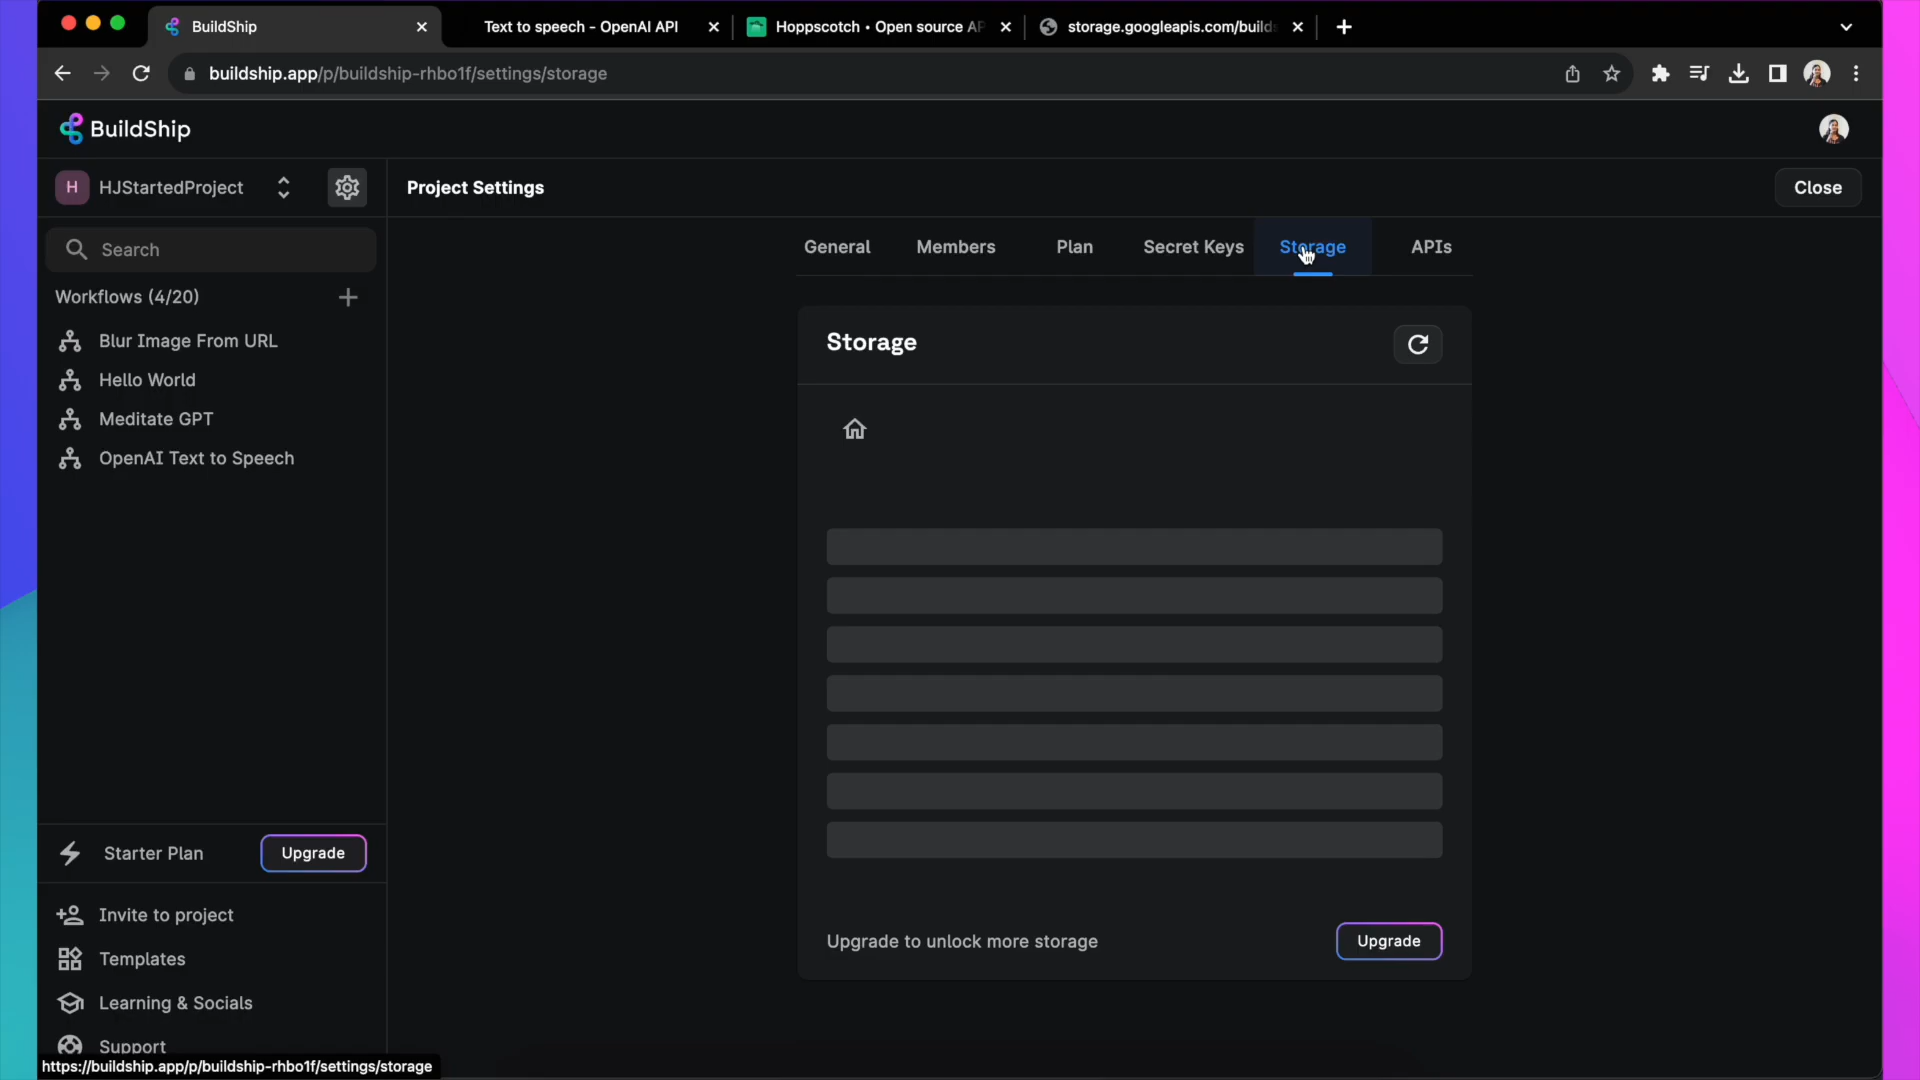 BuildShip
Text to speech - OpenAI API
Hoppscotch • Open source AP
storage.googleapis.com/builds
buildship.app/p/buildship-rhbo1f/settings/storage
BuildShip
H
HJStartedProject
Project Settings
Close
Search
General
Members
Plan
Secret Keys
Storage
APIs
Workflows (4/20)
Blur Image From URL
Hello World
Meditate GPT
OpenAI Text to Speech
Storage
Starter Plan
Upgrade
Upgrade to unlock more storage
Upgrade
Invite to project
Templates
Learning & Socials
Support
https://buildship.app/p/buildship-rhbo1f/settings/storage